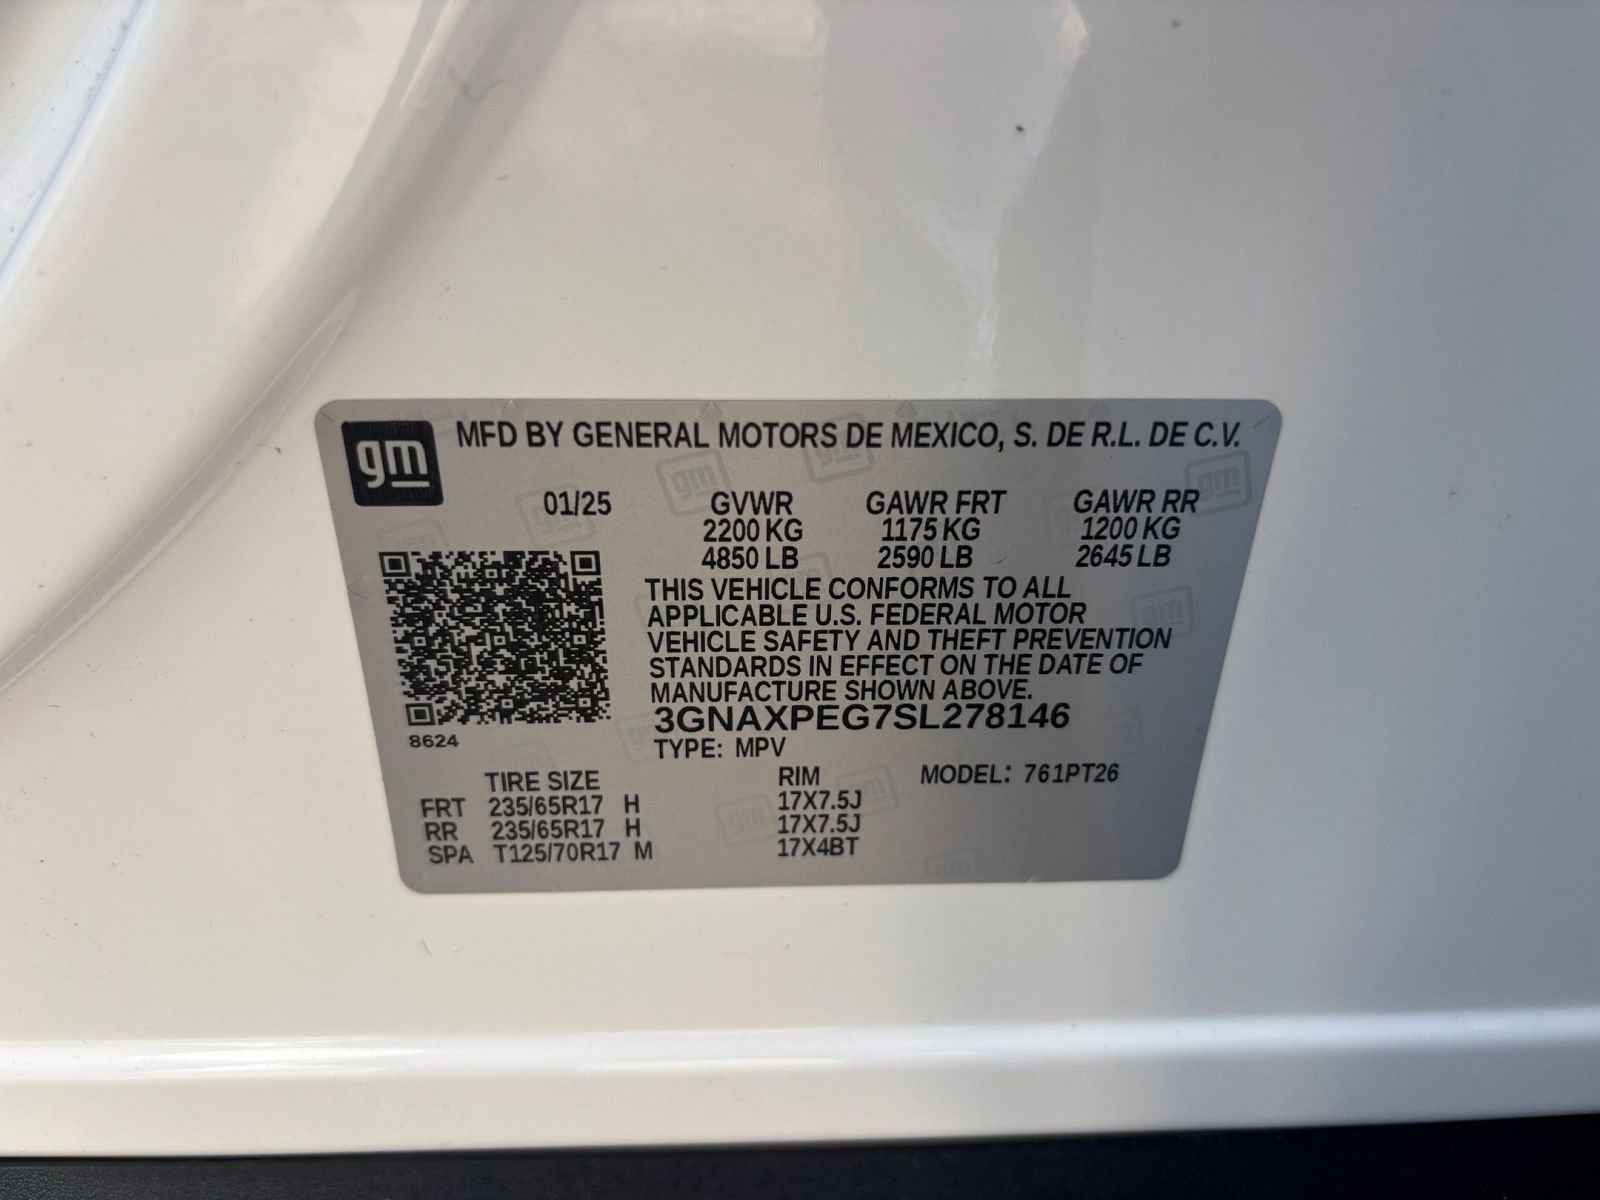 gm
MFD BY GENERAL MOTORS DE MEXICO, S. DE R.L. DE C.V.
01/25 GVWR GAWR FRT GAWR RR
2200 KG 1175 KG 1200 KG
4850 LB 2590 LB 2645 LB
THIS VEHICLE CONFORMS TO ALL
APPLICABLE U.S. FEDERAL MOTOR
VEHICLE SAFETY AND THEFT PREVENTION
STANDARDS IN EFFECT ON THE DATE OF
MANUFACTURE SHOWN ABOVE.
3GNAXPEG7SL278146
8624
TYPE: MPV
TIRE SIZE RIM MODEL: 761PT26
FRT 235/65R17 H 17X7.5J
RR 235/65R17 H 17X7.5J
SPA T125/70R17 M 17X4BT